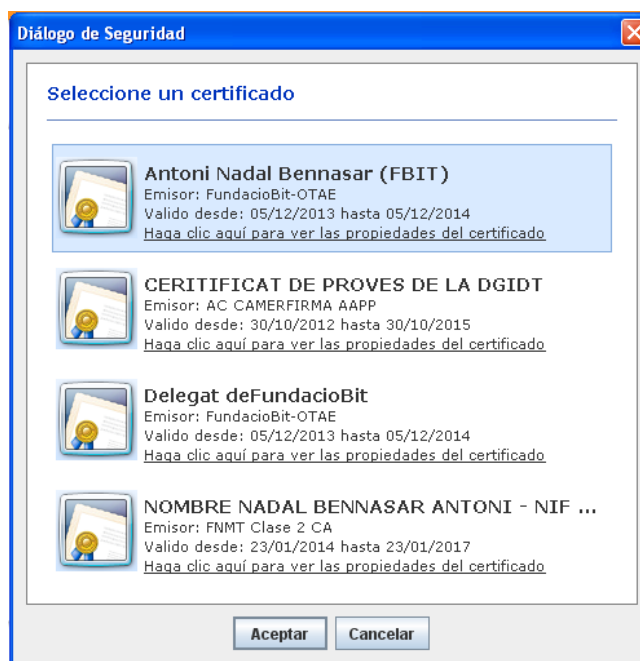 Diálogo de Seguridad
Seleccione un certificado
Antoni Nadal Bennasar (FBIT)
Emisor: FundacioBit-OTAE
Valido desde: 05/12/2013 hasta 05/12/2014
Haga clic aquí para ver las propiedades del certificado
CERITIFICAT DE PROVES DE LA DGIDT
Emisor: AC CAMERFIRMA AAPP
Valido desde: 30/10/2012 hasta 30/10/2015
Haga clic aquí para ver las propiedades del certificado
Delegat deFundacioBit
Emisor: FundacioBit-OTAE
Valido desde: 05/12/2013 hasta 05/12/2014
Haga clic aquí para ver las propiedades del certificado
NOMBRE NADAL BENNASAR ANTONI - NIF ...
Emisor: FNMT Clase 2 CA
Valido desde: 23/01/2014 hasta 23/01/2017
Haga clic aquí para ver las propiedades del certificado
Aceptar Cancelar